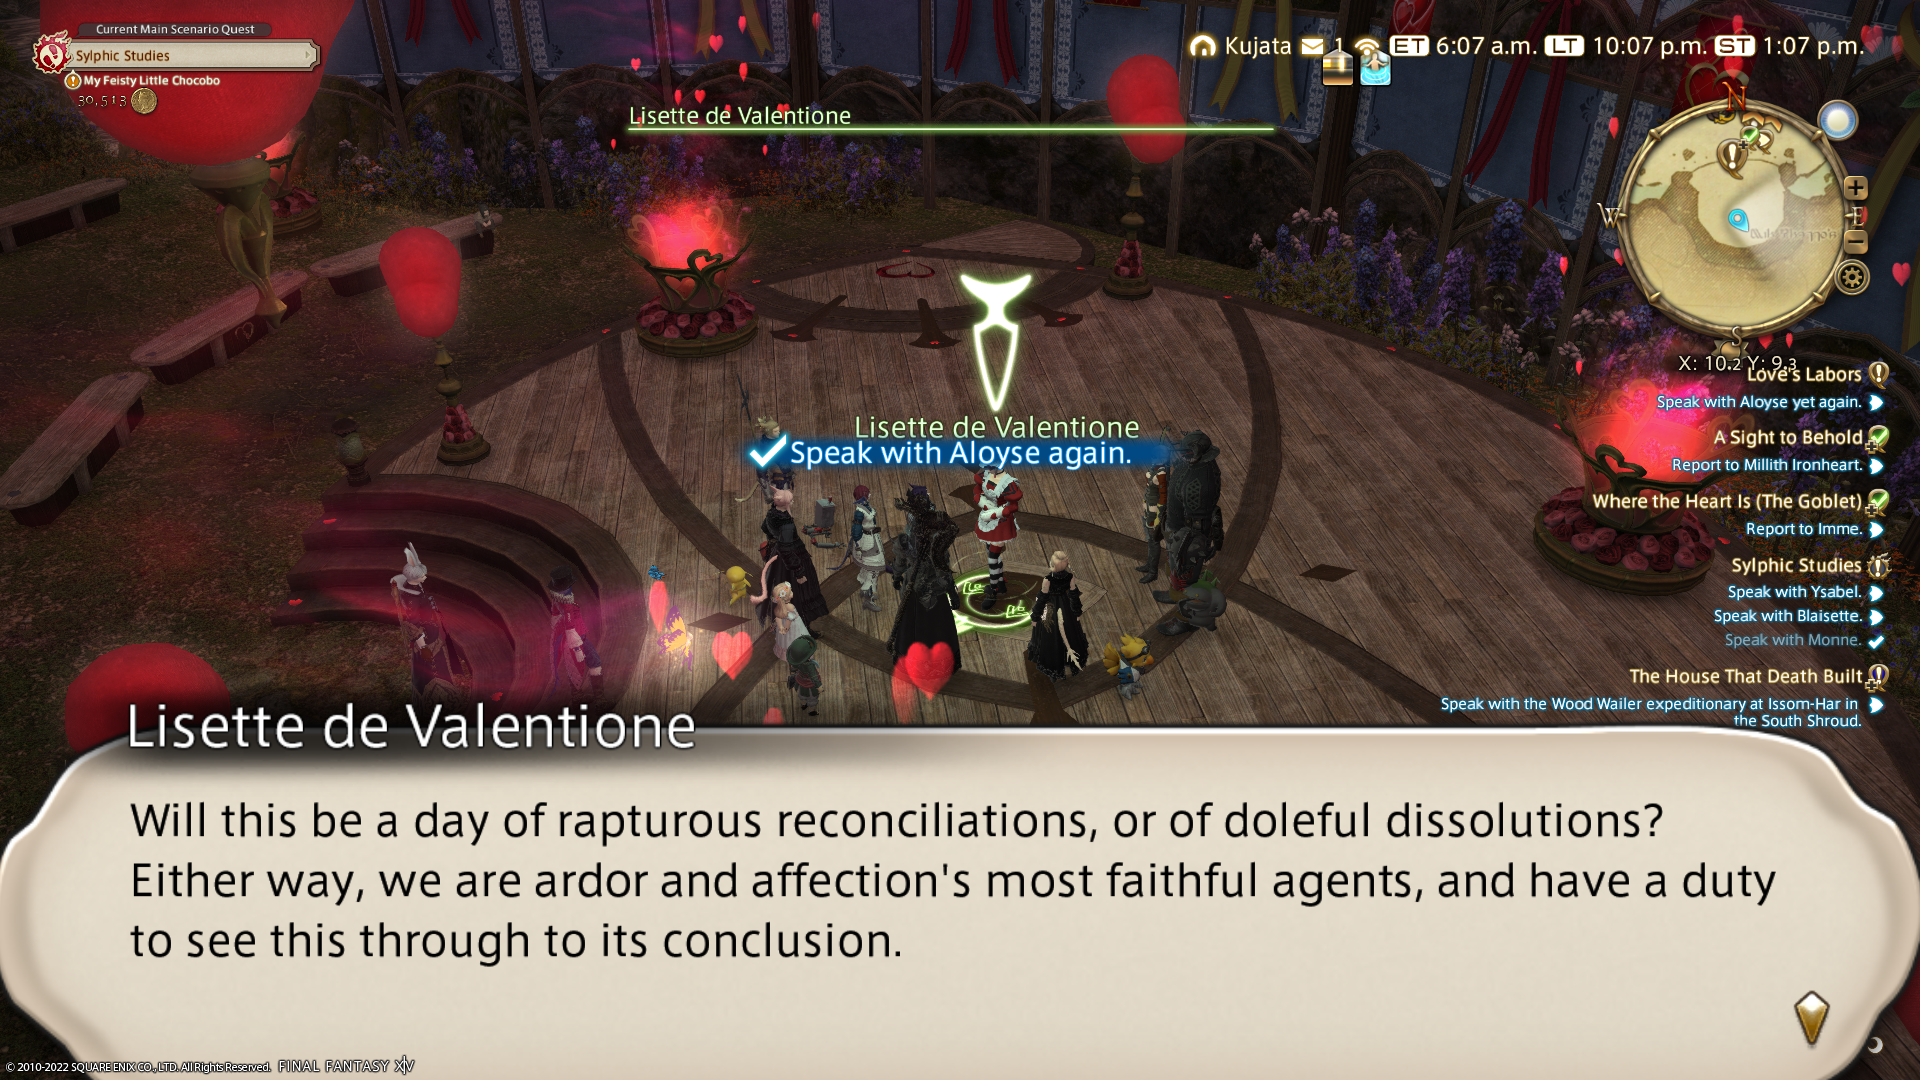 Current Main Scenario Quest
Sylphic Studies
My Feisty Little Chocobo
30,513
Kujata 1 ET 6:07 a.m. LT 10:07 p.m. ST 1:07 p.m.
Lisette de Valentione
N
W
E
S
X: 10.2 Y: 9.3
Love's Labors
Speak with Aloyse yet again.
A Sight to Behold
Report to Millith Ironheart.
Where the Heart Is (The Goblet)
Report to Imme.
Sylphic Studies
Speak with Ysabel.
Speak with Blaisette.
Speak with Monne.
The House That Death Built
Speak with the Wood Wailer expeditionary at Issom-Har in
the South Shroud.
Lisette de Valentione
Speak with Aloyse again.
Lisette de Valentione
Will this be a day of rapturous reconciliations, or of doleful dissolutions?
Either way, we are ardor and affection's most faithful agents, and have a duty
to see this through to its conclusion.
© 2010-2022 SQUARE ENIX CO., LTD. All Rights Reserved. FINAL FANTASY XIV